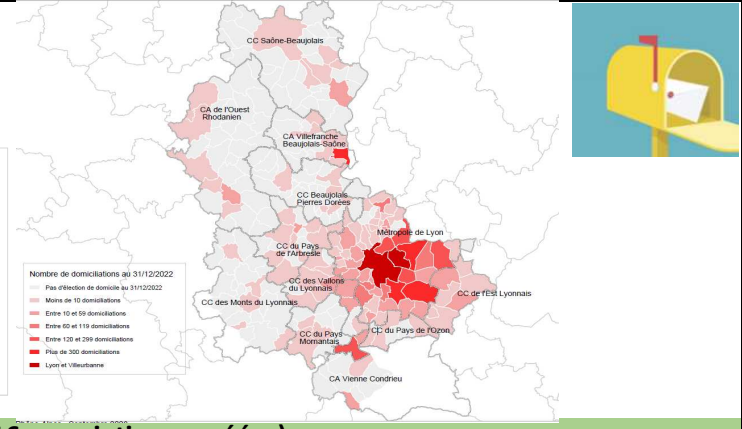 CC Saône-Beaujolais
CA de l'Ouest
Rhodanien
CA Villefranche
Beaujolais-Saône
CC Beaujolais
Pierres Dorées
Métropole de Lyon
CC du Pays
de l'Arbresle
CC des Vallons
du Lyonnais
CC de l'Est Lyonnais
CC des Monts du Lyonnais
CC du Pays
Mornantais
CC du Pays de l'Ozon
CA Vienne Condrieu
Nombre de domiciliations au 31/12/2022
Pas d'élection de domicile au 31/12/2022
Moins de 10 domiciliations
Entre 10 et 59 domiciliations
Entre 60 et 119 domiciliations
Entre 120 et 299 domiciliations
Plus de 300 domiciliations
Lyon et Villeurbanne